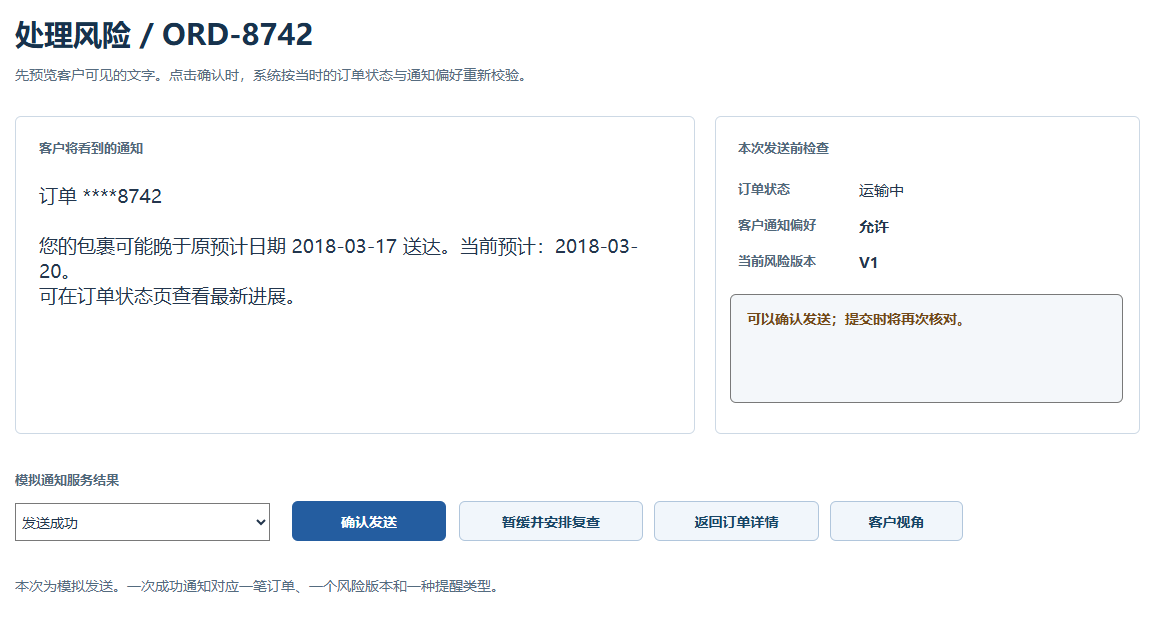 处理风险 / ORD-8742
先预览客户可见的文字。点击确认时，系统按当时的订单状态与通知偏好重新校验。
客户将看到的通知
订单 ****8742
您的包裹可能晚于原预计日期 2018-03-17 送达。当前预计：2018-03-
20。
可在订单状态页查看最新进展。
本次发送前检查
订单状态 运输中
客户通知偏好 允许
当前风险版本 V1
可以确认发送；提交时将再次核对。
模拟通知服务结果
发送成功 确认发送 暂缓并安排复查 返回订单详情 客户视角
本次为模拟发送。一次成功通知对应一笔订单、一个风险版本和一种提醒类型。